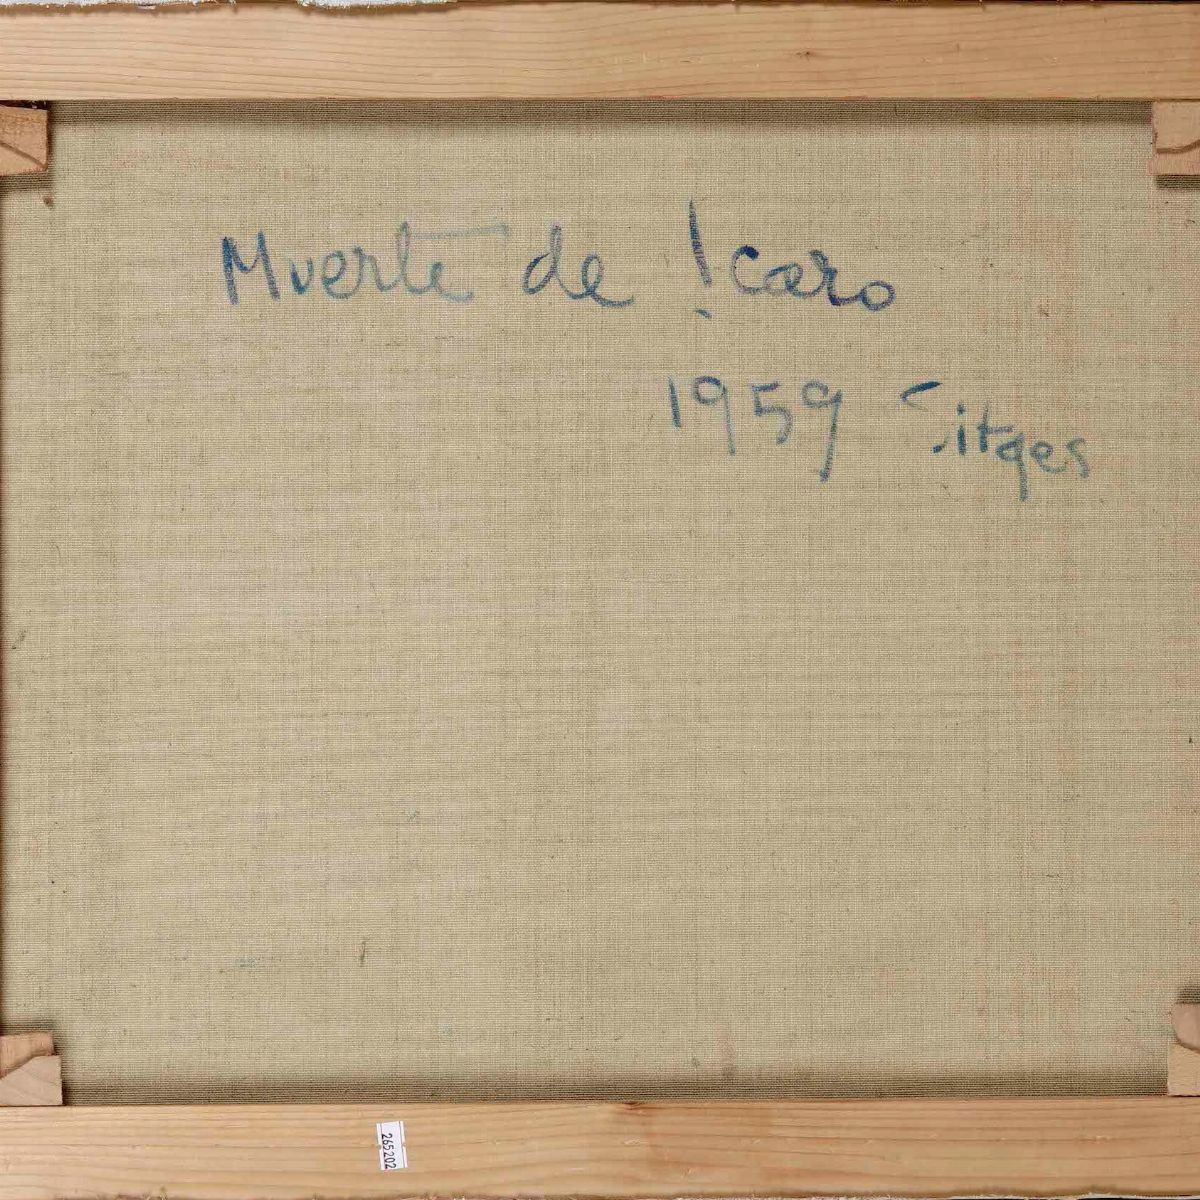 Muerte de Icaro
1959 Sitges
265202